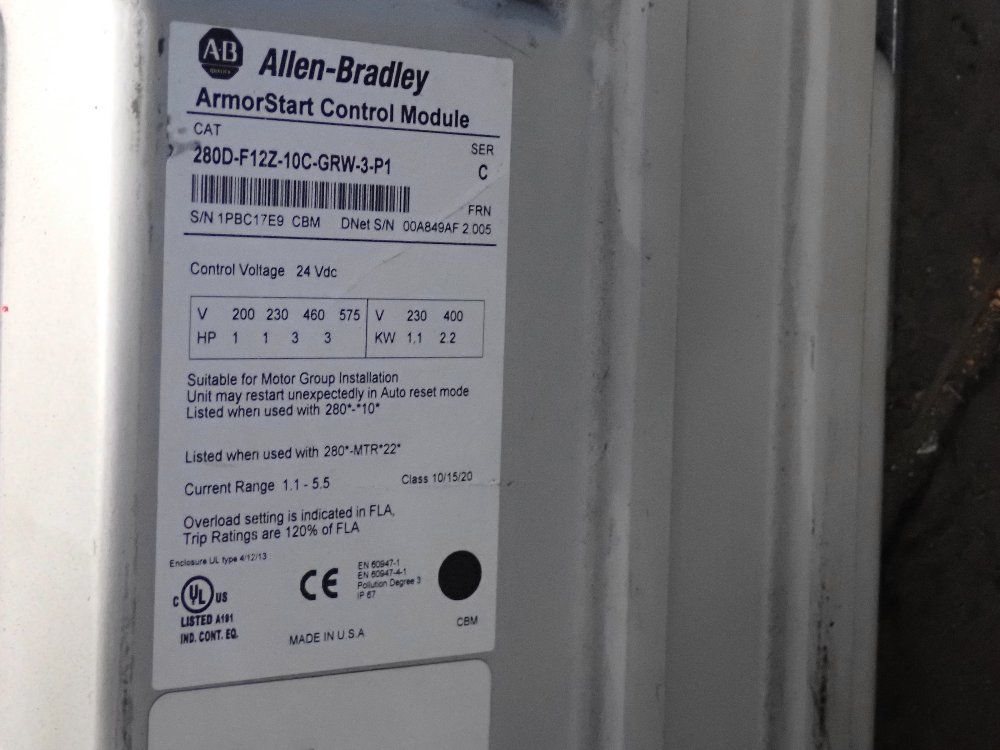 AB
QUALITY
Allen-Bradley
ArmorStart Control Module
CAT
SER
280D-F12Z-10C-GRW-3-P1
C
FRN
S/N 1PBC17E9 CBM DNet S/N 00A849AF 2.005
Control Voltage 24 Vdc
V 200 230 460 575 V 230 400
HP 1 1 3 3 KW 1.1 2.2
Suitable for Motor Group Installation
Unit may restart unexpectedly in Auto reset mode
Listed when used with 280*-*10*
Listed when used with 280*-MTR*22*
Current Range 1.1 - 5.5 Class 10/15/20
Overload setting is indicated in FLA,
Trip Ratings are 120% of FLA
Enclosure UL type 4/12/13
C UL US
LISTED A191
IND. CONT. EQ.
CE
EN 60947-1
EN 60947-4-1
Pollution Degree 3
IP 67
CBM
MADE IN U.S.A